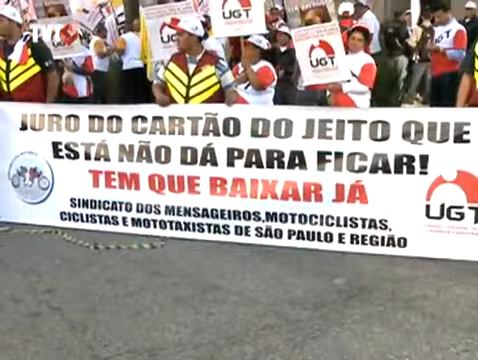 TVT
UGT
UGT
UGT
JURO DO CARTÃO DO JEITO QUE
ESTÁ NÃO DÁ PARA FICAR!
TEM QUE BAIXAR JÁ
UGT
SINDICATO DOS MENSAGEIROS,MOTOCICLISTAS,
CICLISTAS E MOTOTAXISTAS DE SÃO PAULO E REGIÃO